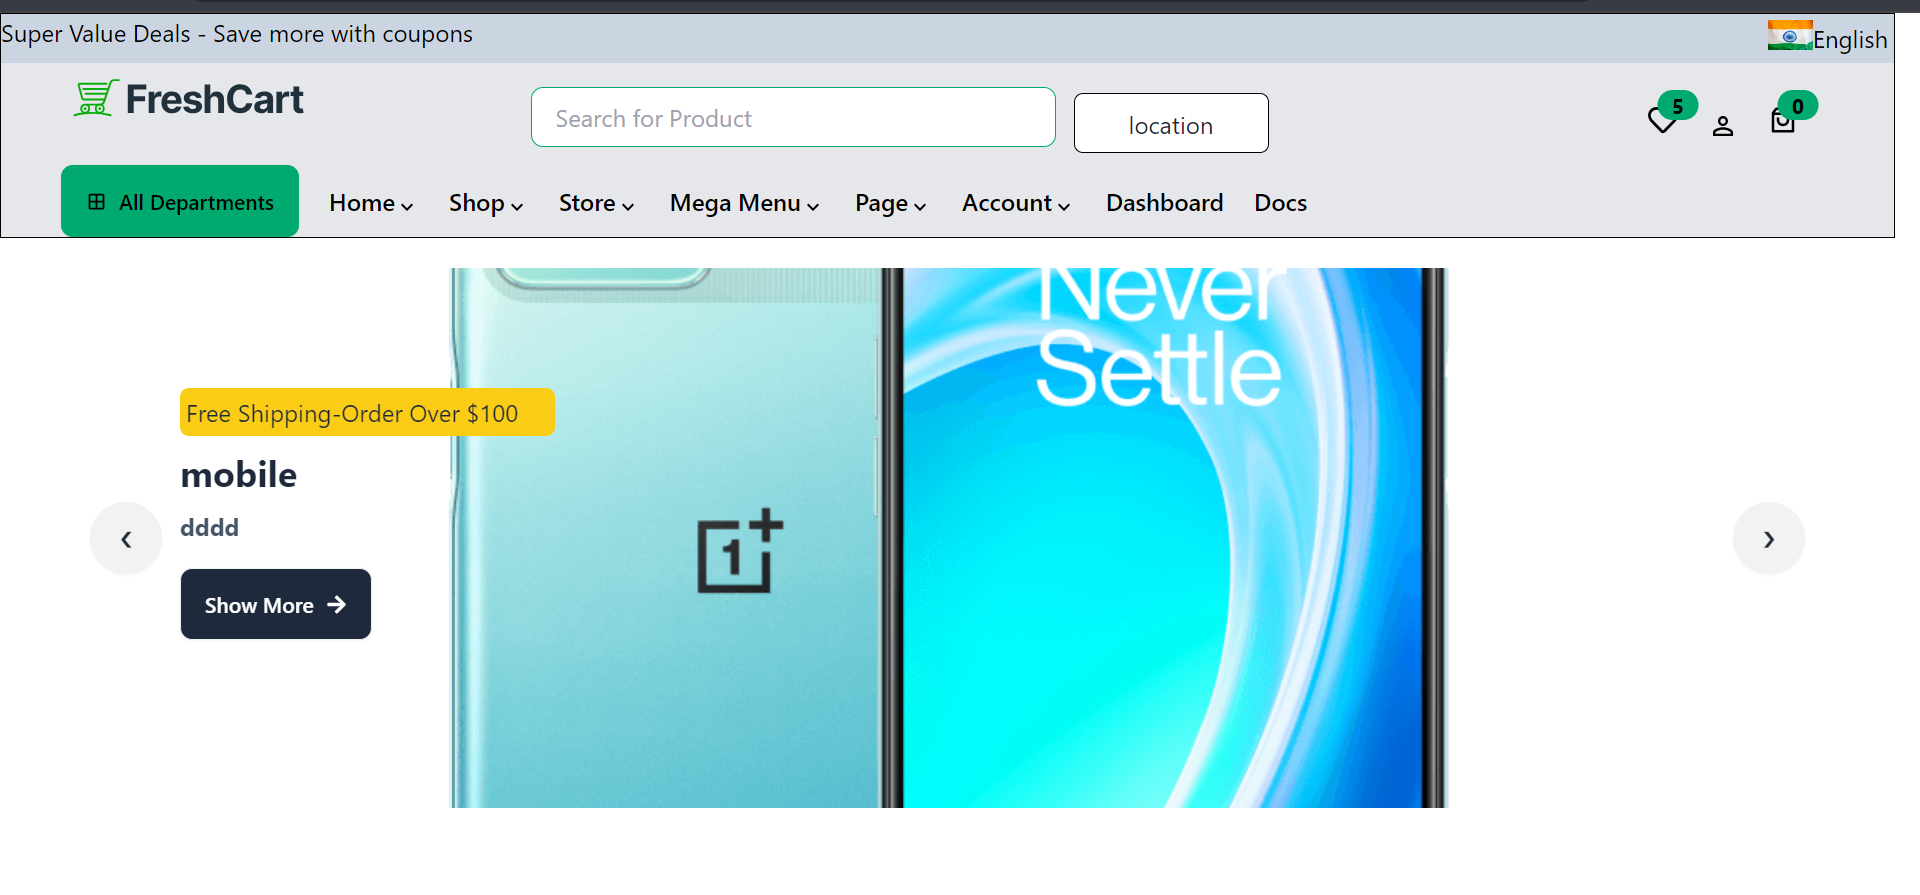 Super Value Deals - Save more with coupons
English
FreshCart
Search for Product
location
5
0
All Departments
Home
Shop
Store
Mega Menu
Page
Account
Dashboard
Docs
Never
Settle
Free Shipping-Order Over $100
mobile
dddd
1
Show More